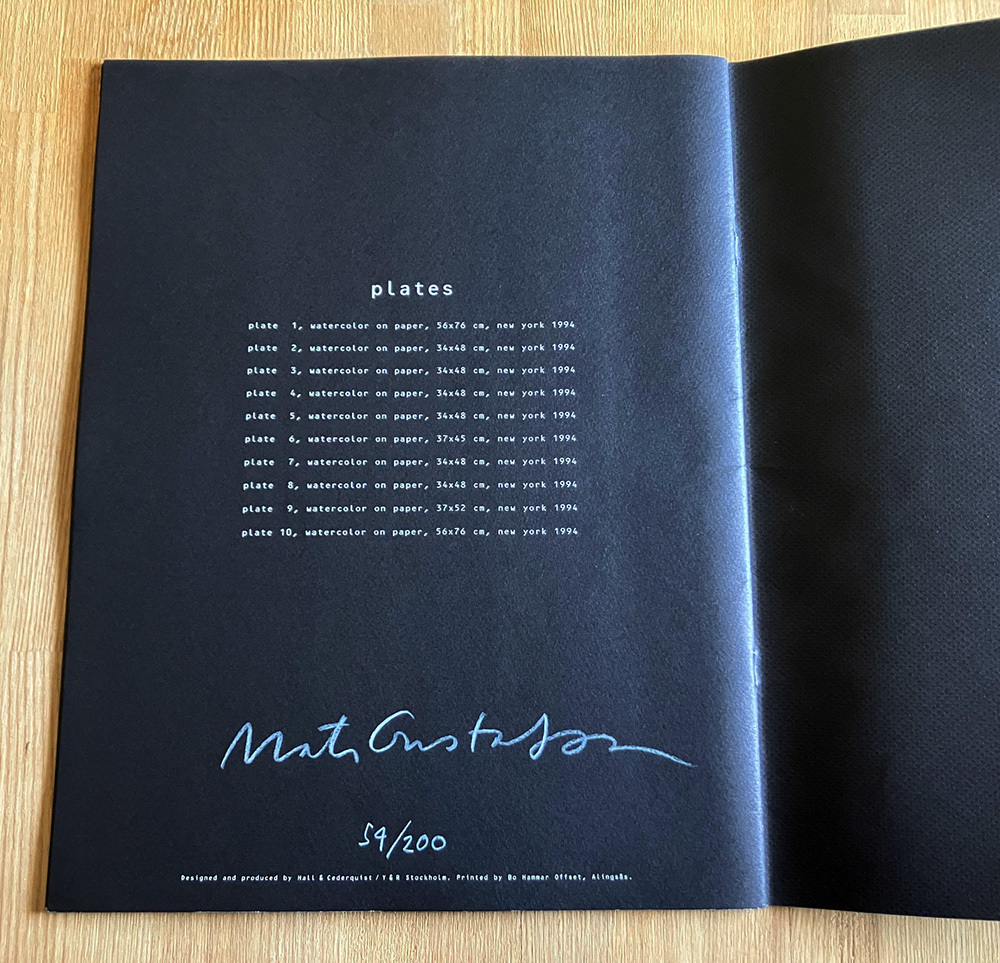 plates
plate 1, watercolor on paper, 56x76 cm, new york 1994
plate 2, watercolor on paper, 34x48 cm, new york 1994
plate 3, watercolor on paper, 34x48 cm, new york 1994
plate 4, watercolor on paper, 34x48 cm, new york 1994
plate 5, watercolor on paper, 34x48 cm, new york 1994
plate 6, watercolor on paper, 37x45 cm, new york 1994
plate 7, watercolor on paper, 34x48 cm, new york 1994
plate 8, watercolor on paper, 34x48 cm, new york 1994
plate 9, watercolor on paper, 37x52 cm, new york 1994
plate 10, watercolor on paper, 56x76 cm, new york 1994
Mats Gustafson
54/200
Designed and produced by Hall & Cederquist / Y & R Stockholm. Printed by Bo Hammar Offset, Alingsås.